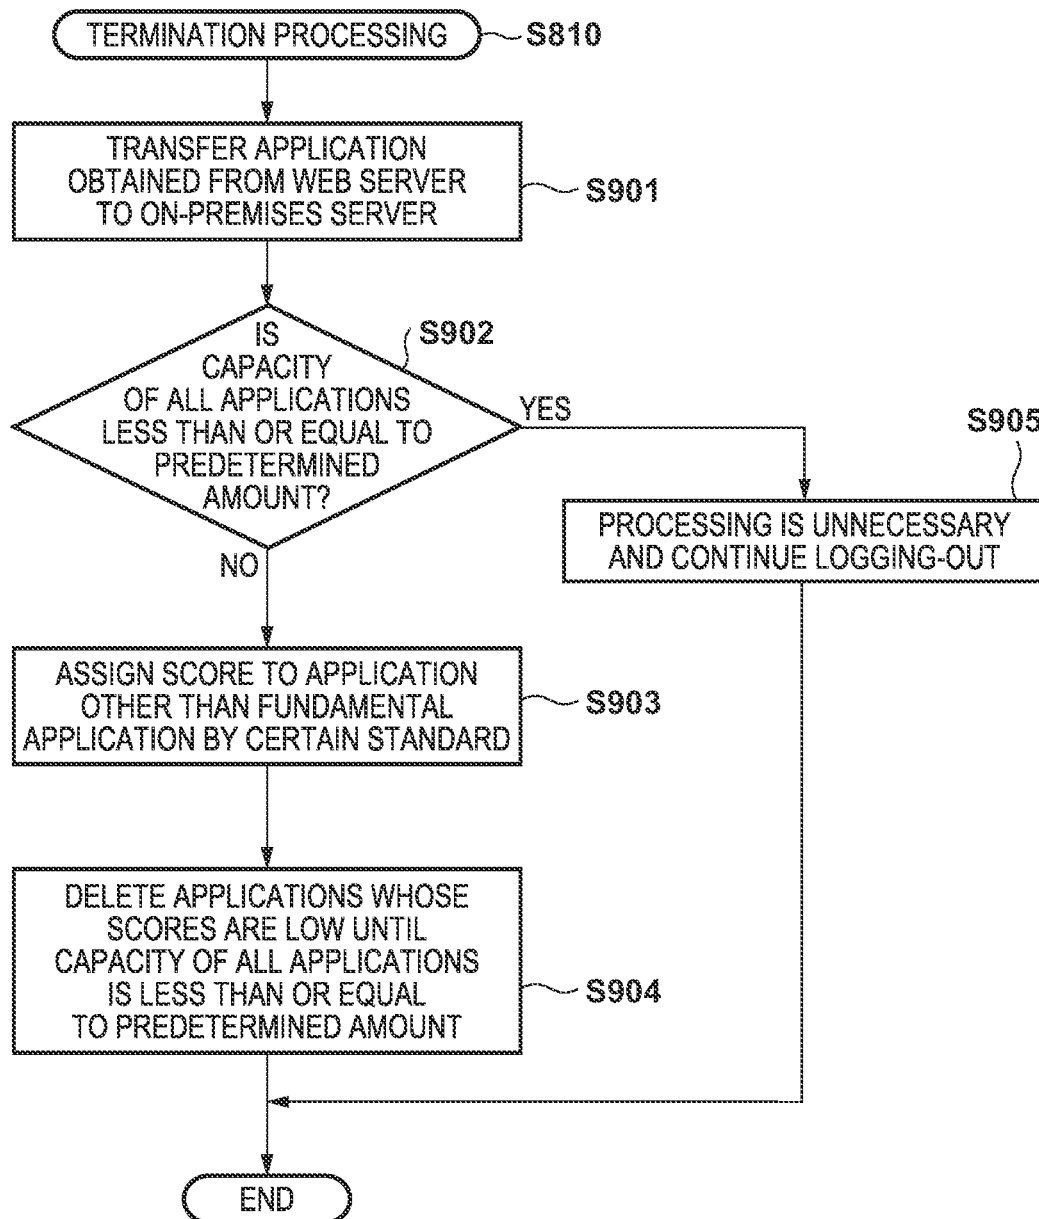 TERMINATION PROCESSING
S810
TRANSFER APPLICATION
OBTAINED FROM WEB SERVER
TO ON-PREMISES SERVER
S901
IS
CAPACITY
OF ALL APPLICATIONS
LESS THAN OR EQUAL TO
PREDETERMINED
AMOUNT?
S902
YES
S905
PROCESSING IS UNNECESSARY
AND CONTINUE LOGGING-OUT
NO
ASSIGN SCORE TO APPLICATION
OTHER THAN FUNDAMENTAL
APPLICATION BY CERTAIN STANDARD
S903
DELETE APPLICATIONS WHOSE
SCORES ARE LOW UNTIL
CAPACITY OF ALL APPLICATIONS
IS LESS THAN OR EQUAL
TO PREDETERMINED AMOUNT
S904
END